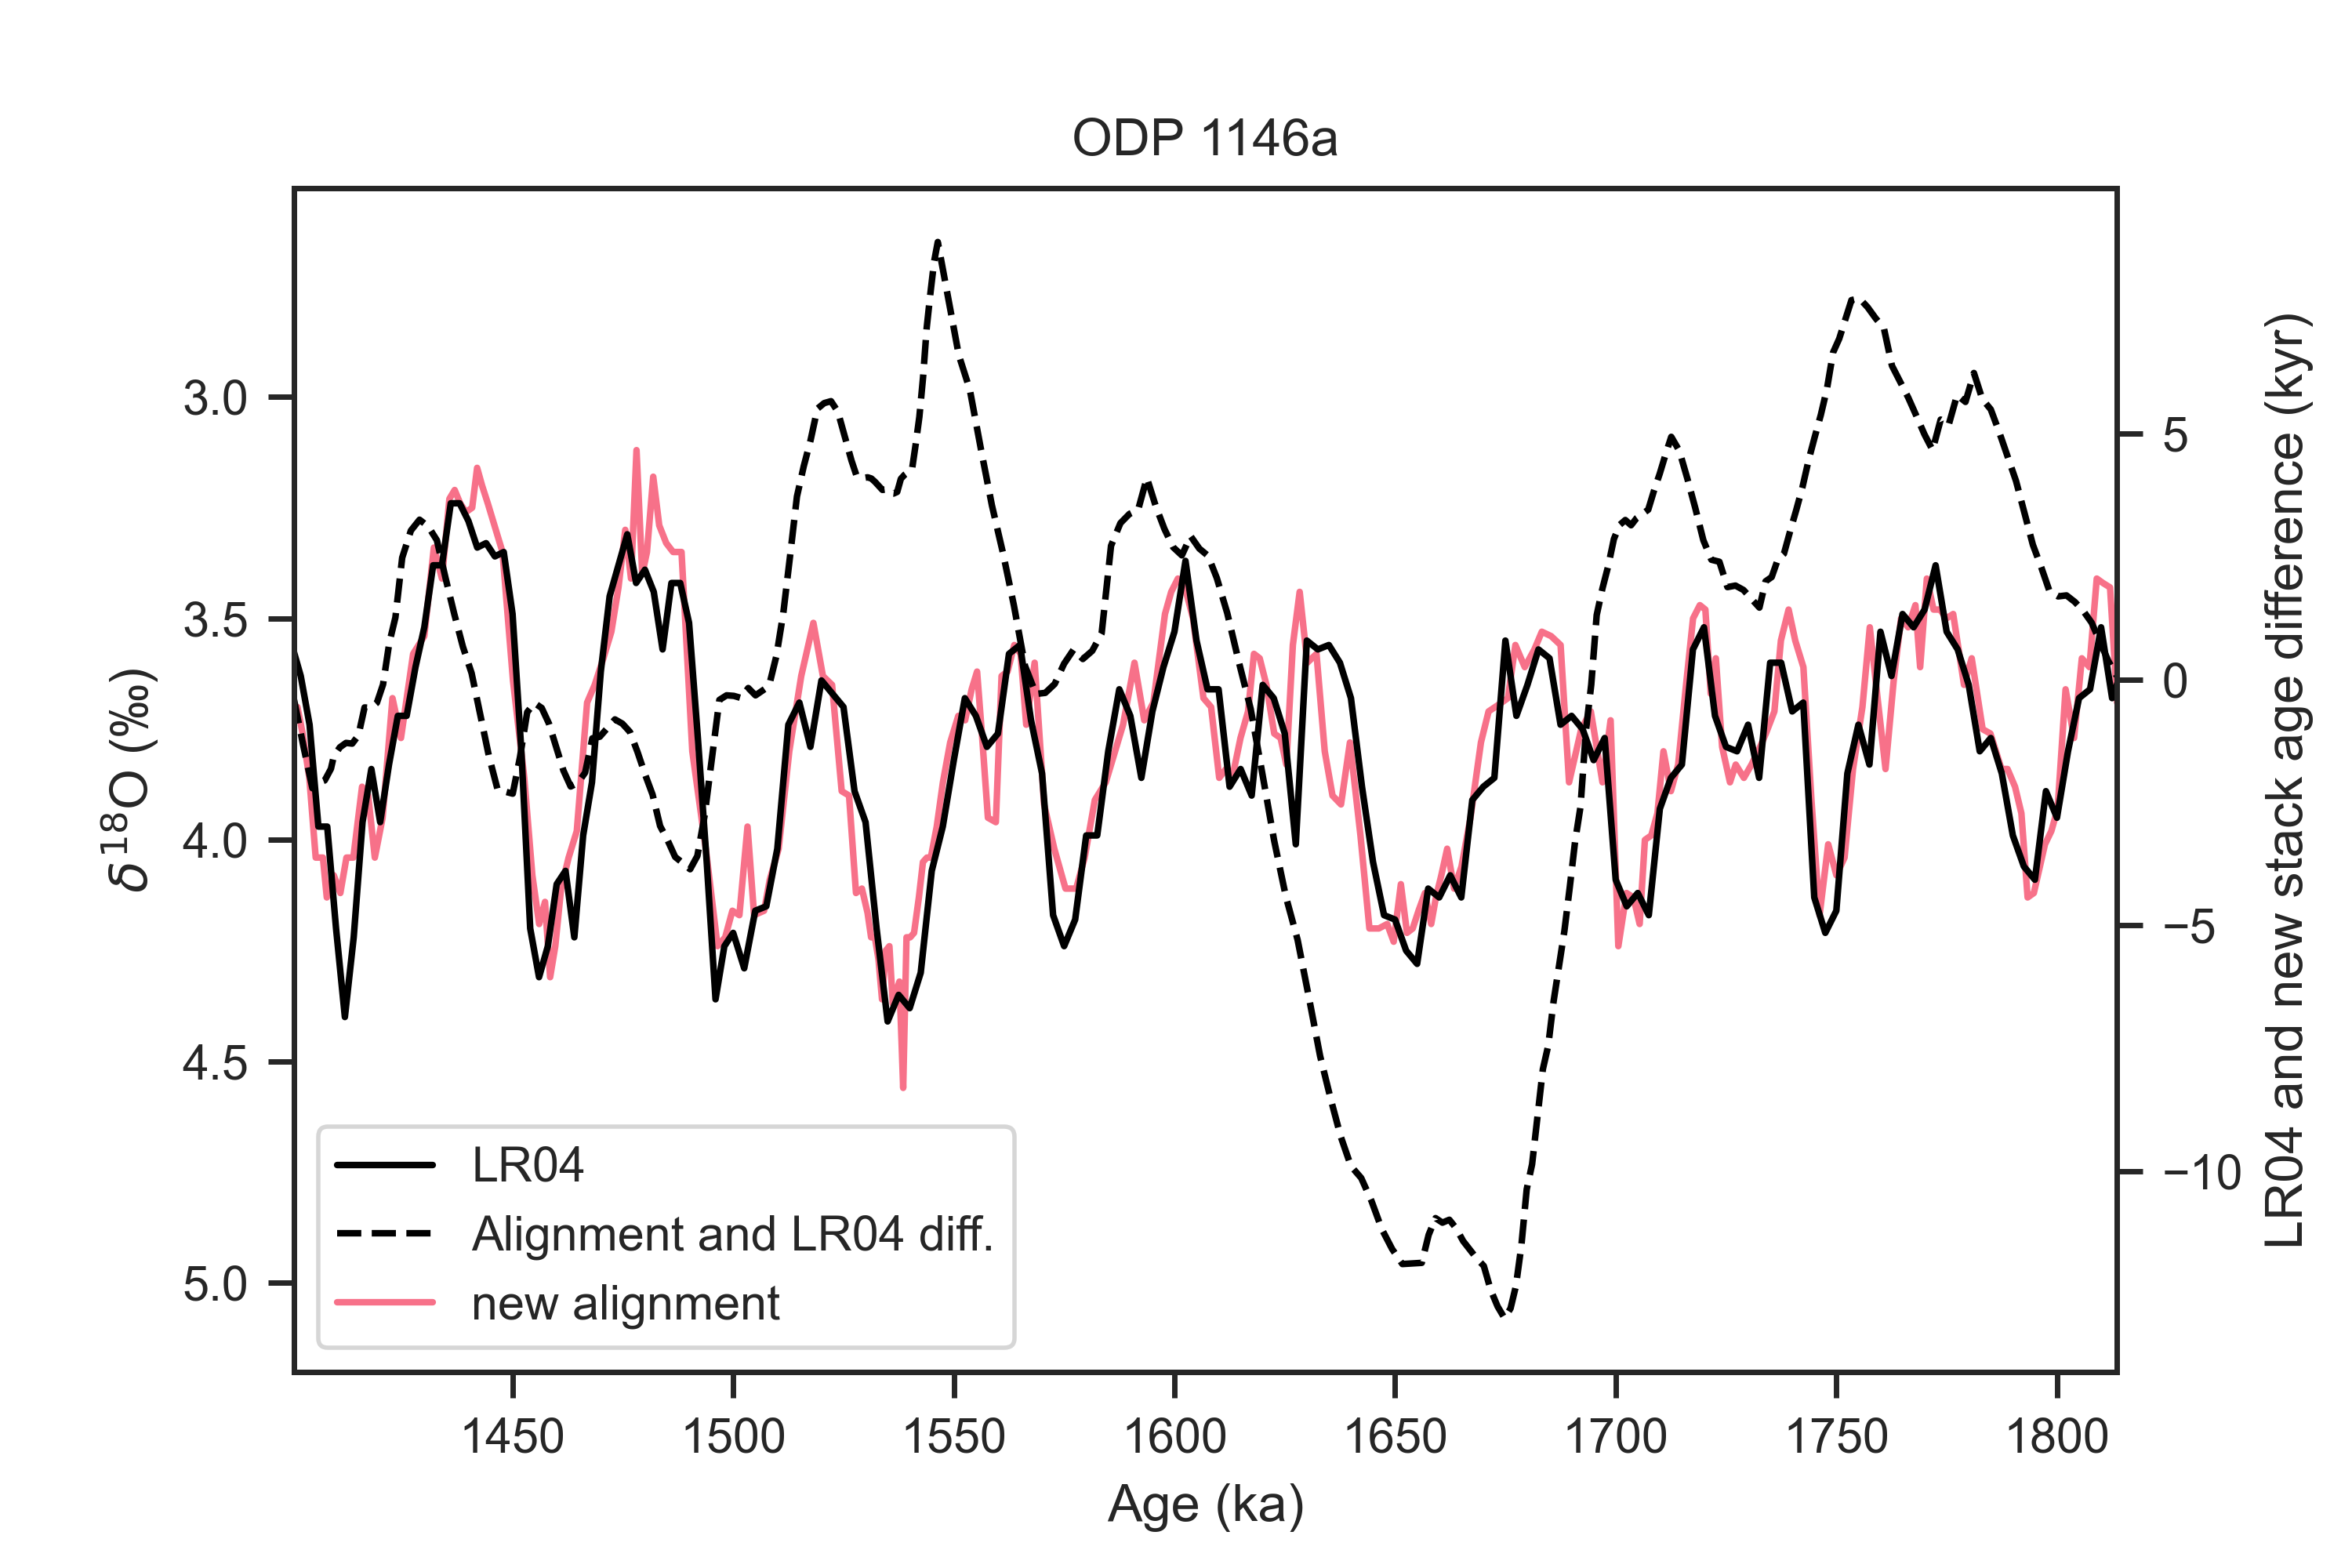 ODP 1146a
δ¹⁸O (‰)
3.0
3.5
4.0
4.5
5.0
LR04 and new stack age difference (kyr)
5
0
−5
−10
LR04
Alignment and LR04 diff.
new alignment
1450 1500 1550 1600 1650 1700 1750 1800
Age (ka)